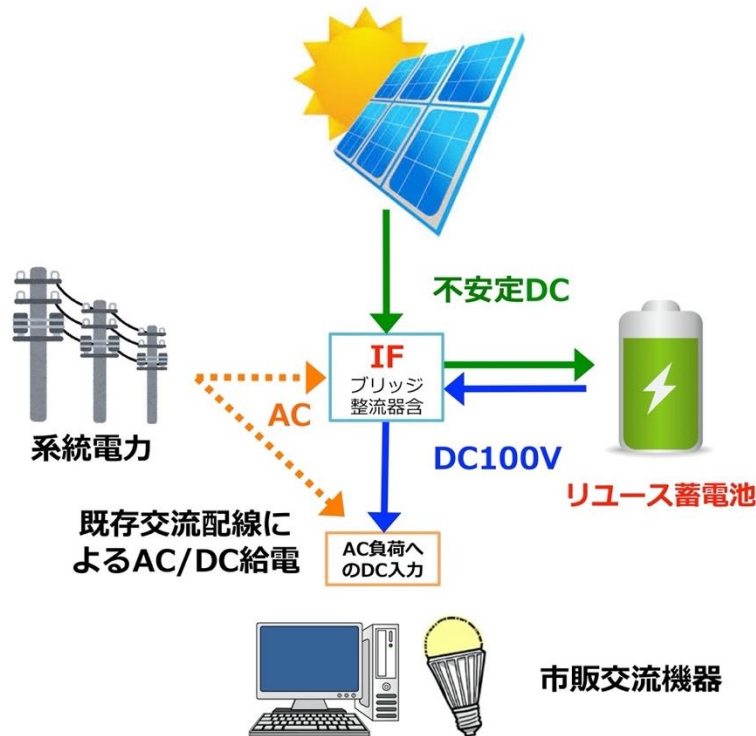 不安定DC
IF
ブリッジ
整流器含
AC
系統電力
DC100V
リユース蓄電池
既存交流配線に
よるAC/DC給電
AC負荷へ
のDC入力
市販交流機器